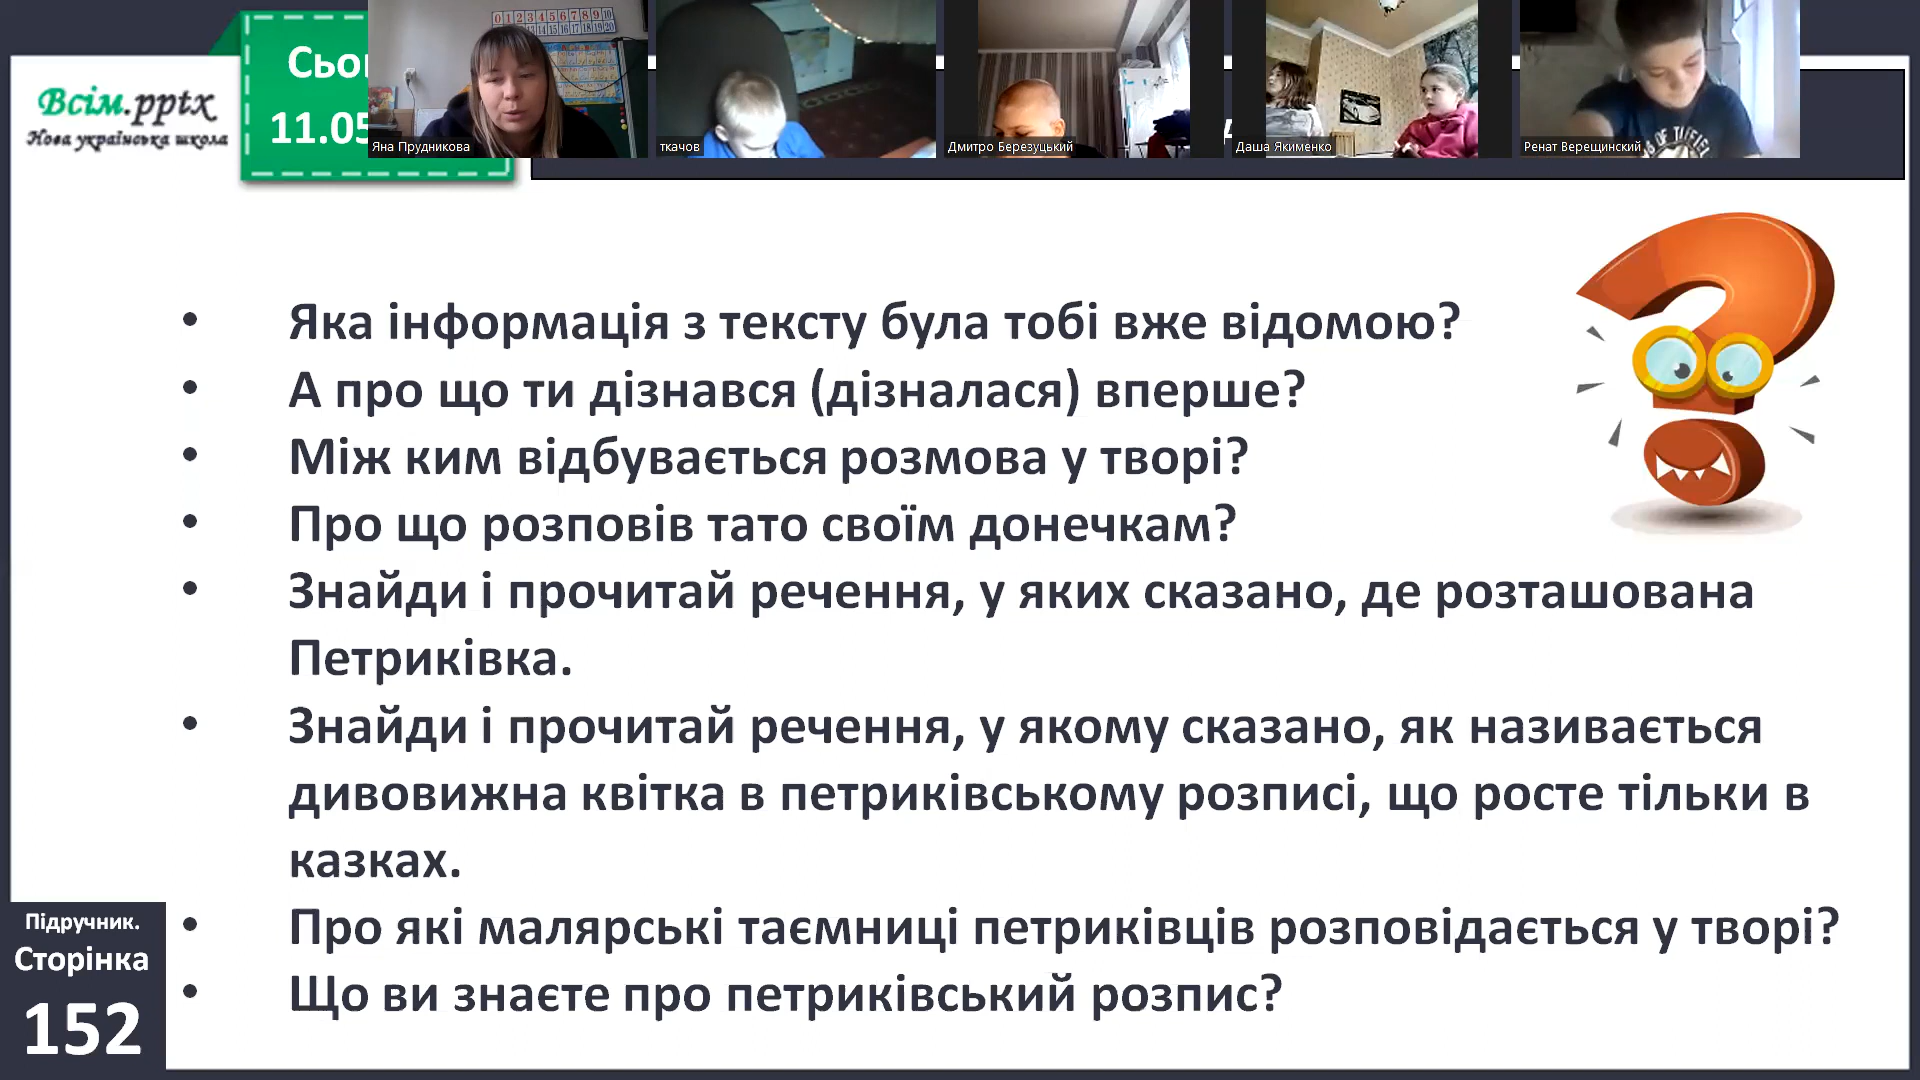 Всім.pptx
Нова українська школа
11.05
Яна Прудникова
ткачов
Дмитро Березуцький
Даша Якименко
Ренат Верещинский
• Яка інформація з тексту була тобі вже відомою?
• А про що ти дізнався (дізналася) вперше?
• Між ким відбувається розмова у творі?
• Про що розповів тато своїм донечкам?
• Знайди і прочитай речення, у яких сказано, де розташована
Петриківка.
• Знайди і прочитай речення, у якому сказано, як називається
дивовижна квітка в петриківському розписі, що росте тільки в
казках.
• Про які малярські таємниці петриківців розповідається у творі?
• Що ви знаєте про петриківський розпис?
Підручник.
Сторінка
152